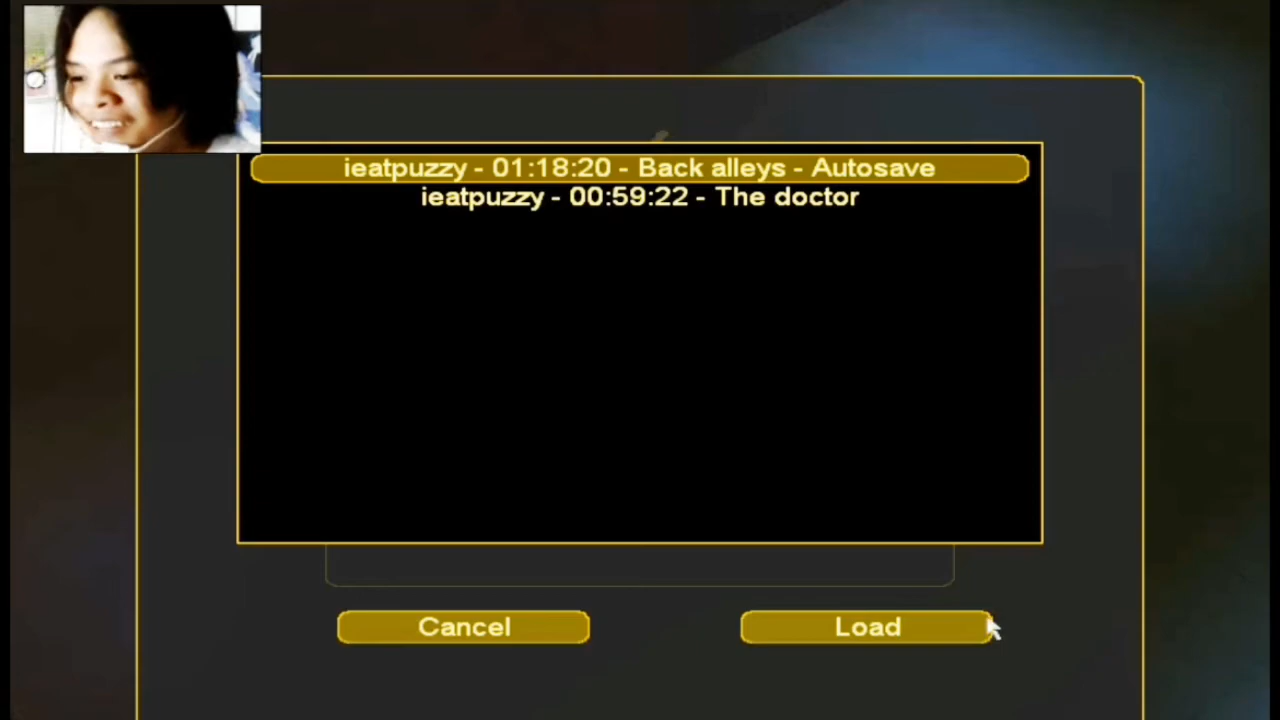 ieatpuzzy - 01:18:20 - Back alleys - Autosave
ieatpuzzy - 00:59:22 - The doctor
Cancel
Load